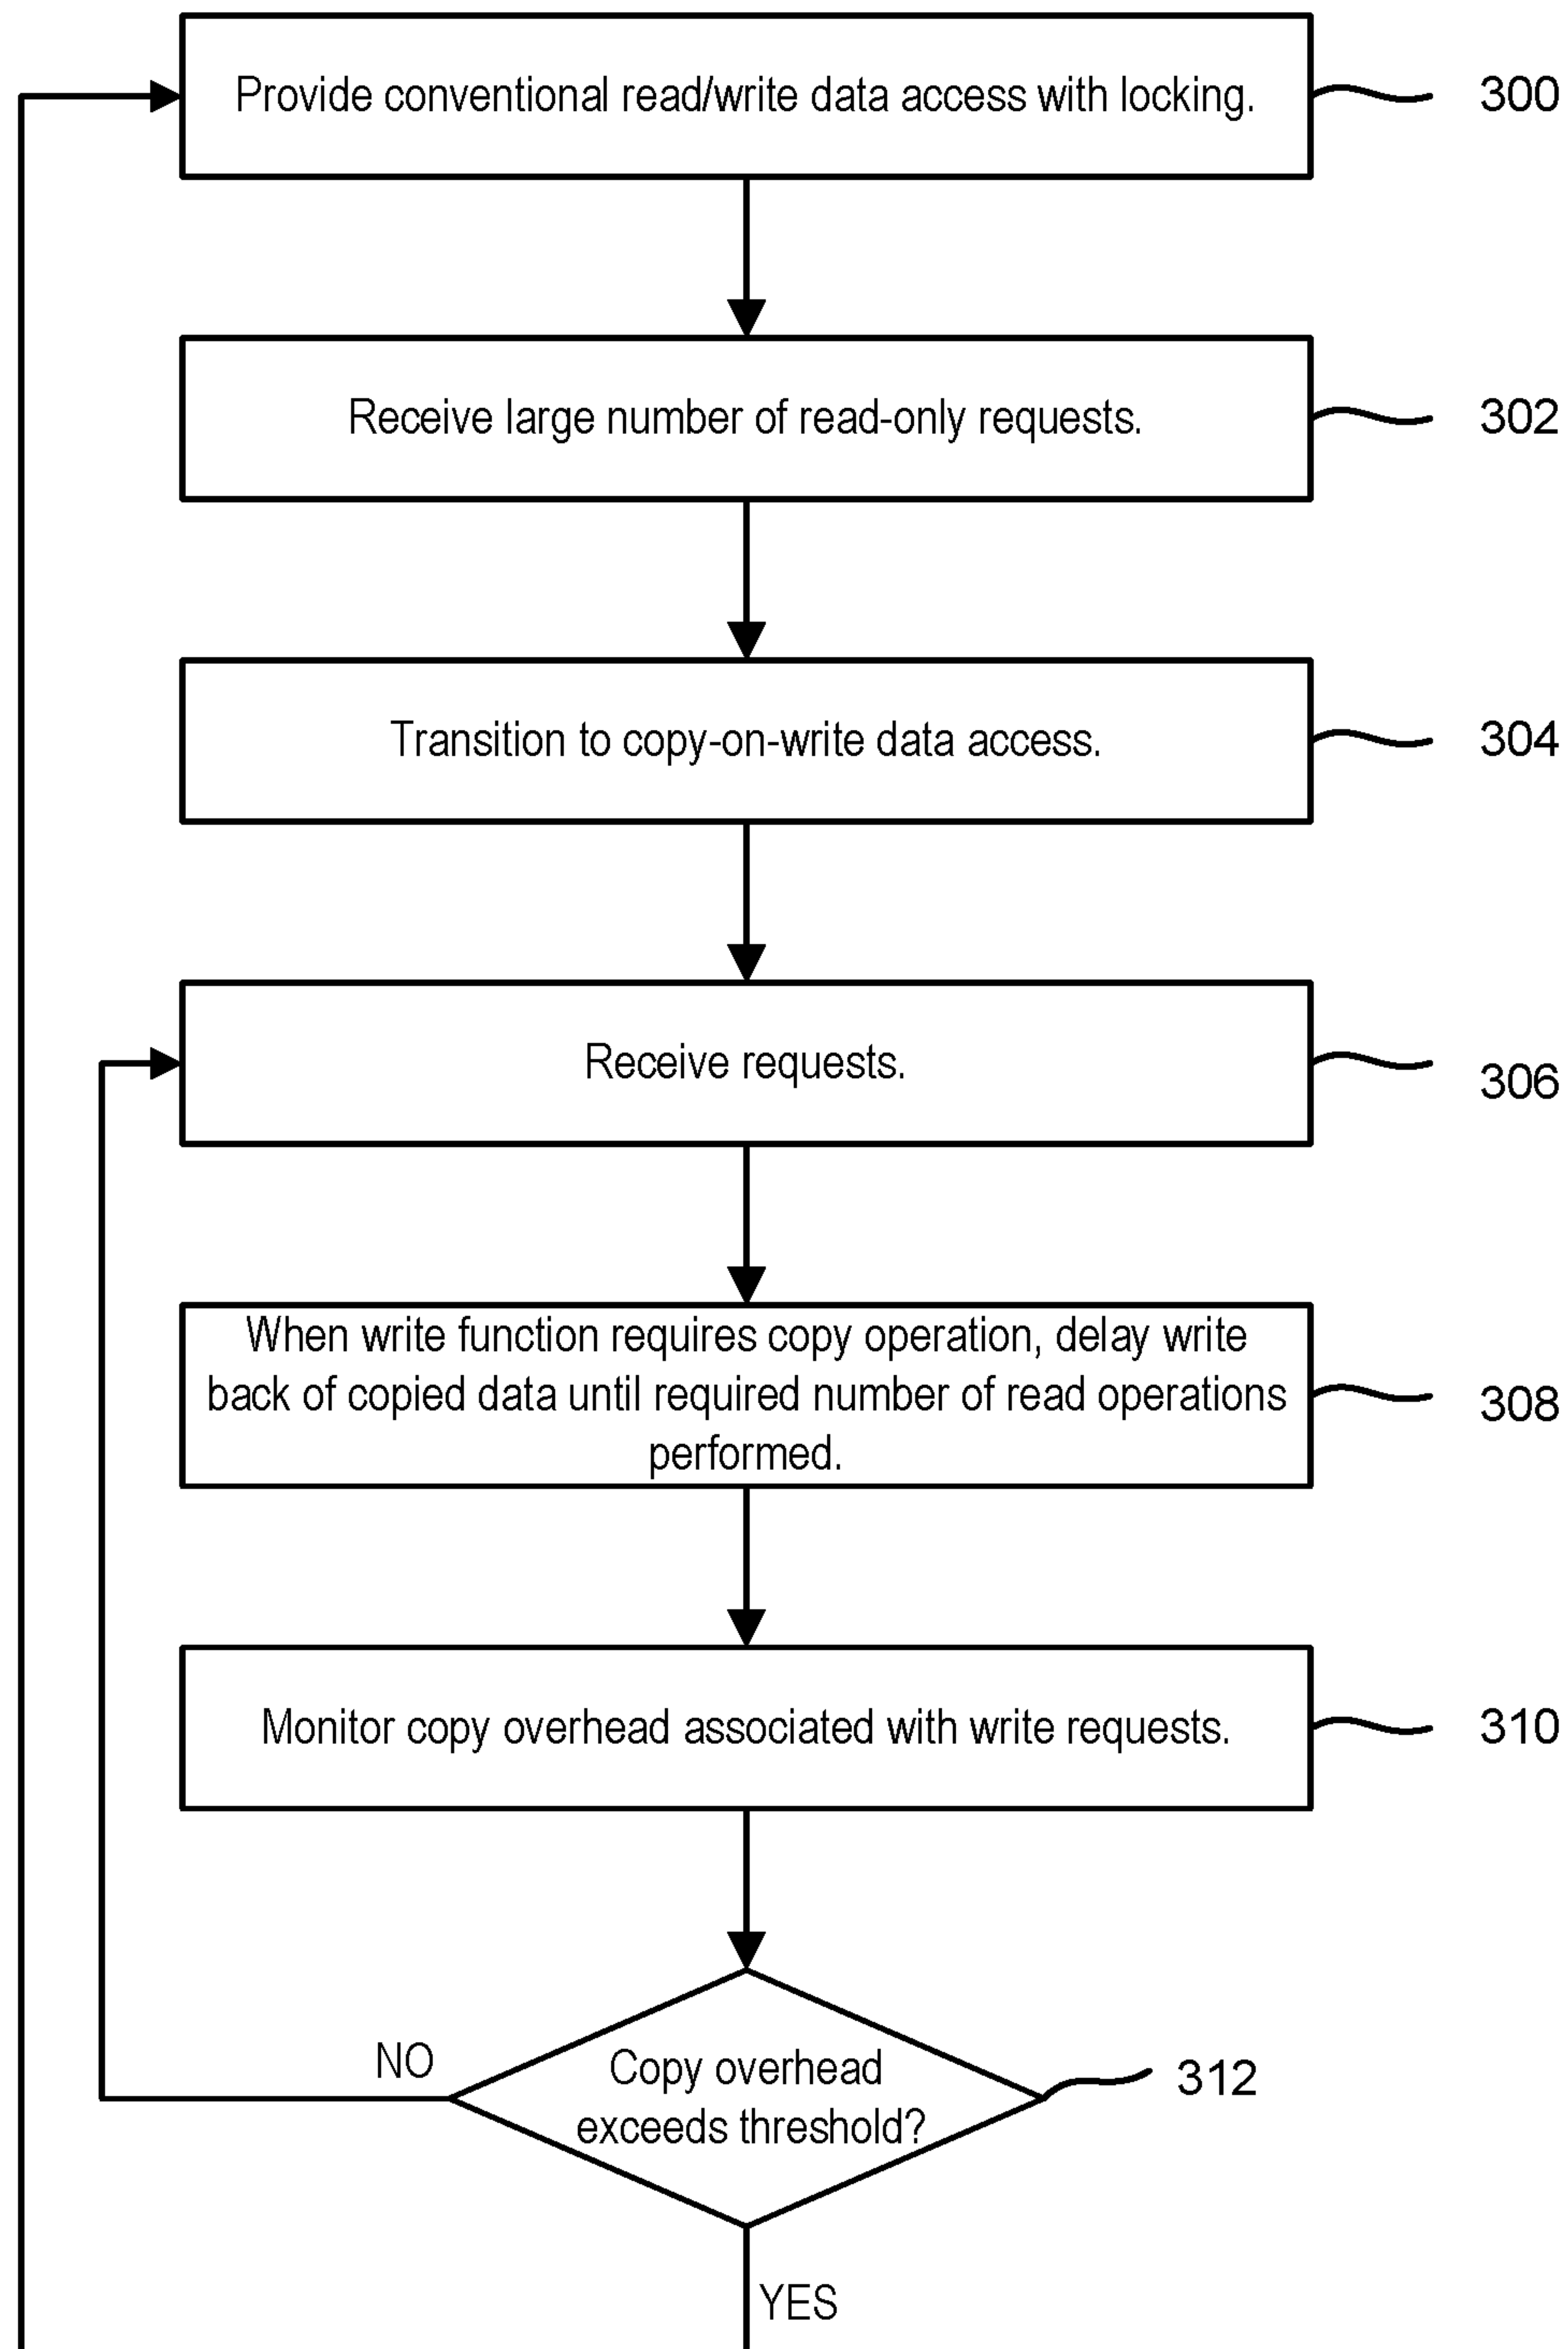 Provide conventional read/write data access with locking.
300
Receive large number of read-only requests.
302
Transition to copy-on-write data access.
304
Receive requests.
306
When write function requires copy operation, delay write
back of copied data until required number of read operations
performed.
308
Monitor copy overhead associated with write requests.
310
NO
Copy overhead
exceeds threshold?
312
YES